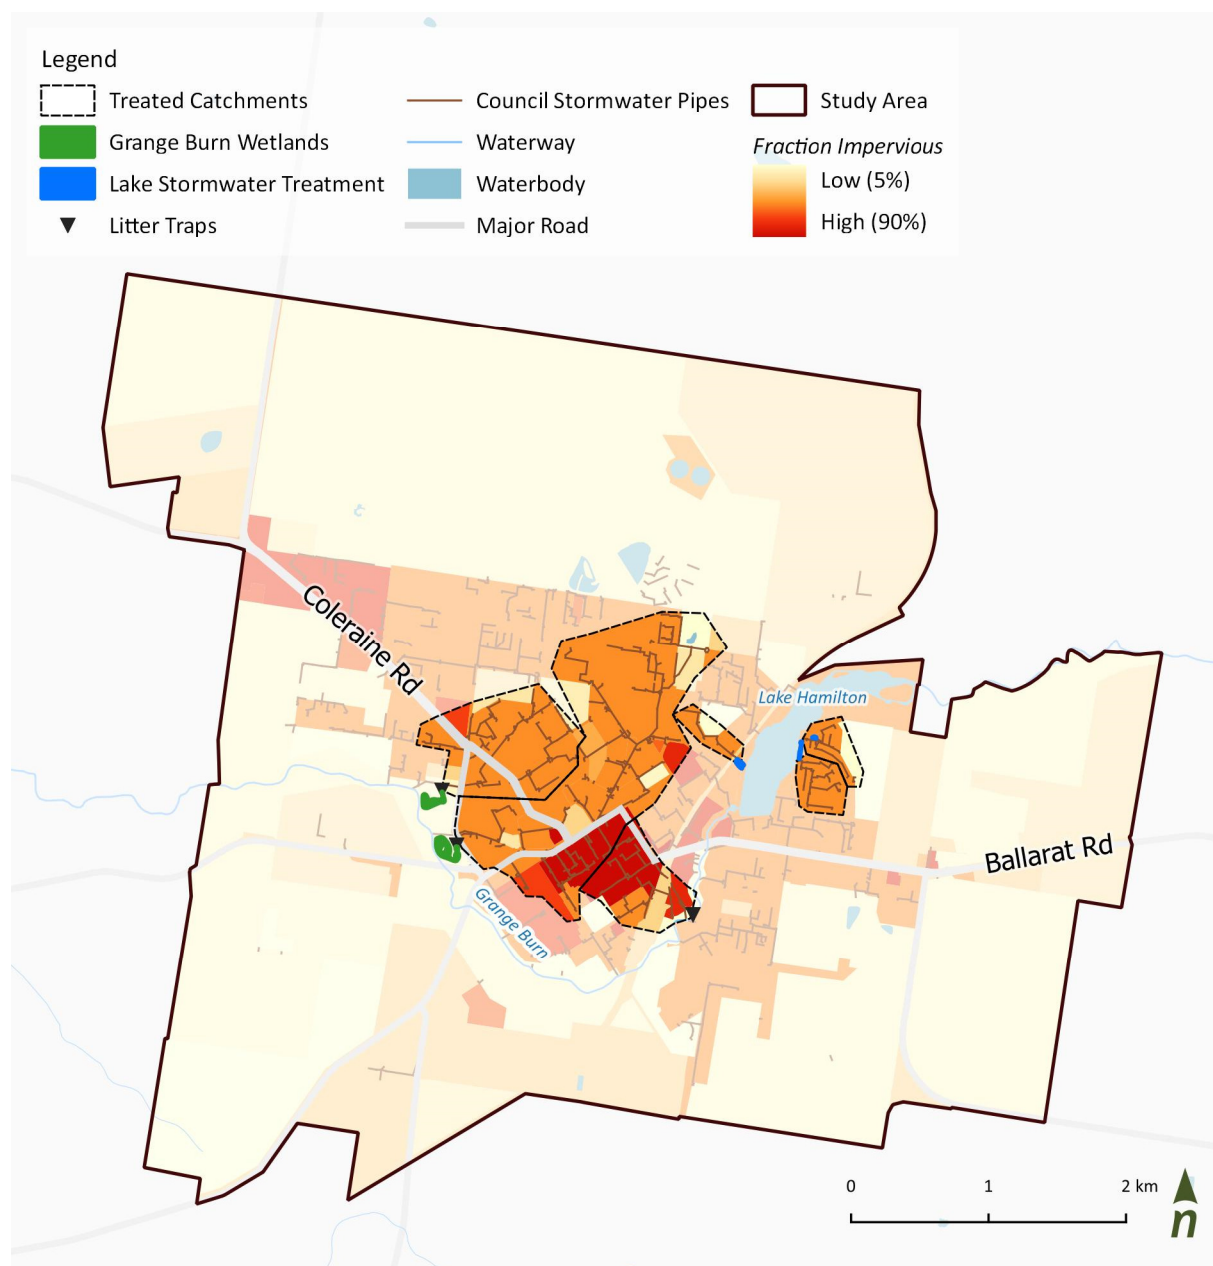 Legend
Treated Catchments
Grange Burn Wetlands
Lake Stormwater Treatment
Litter Traps
Council Stormwater Pipes
Waterway
Waterbody
Major Road
Study Area
Fraction Impervious
Low (5%)
High (90%)
Coleraine Rd
Lake Hamilton
Ballarat Rd
Grange Burn
0 1 2 km
n